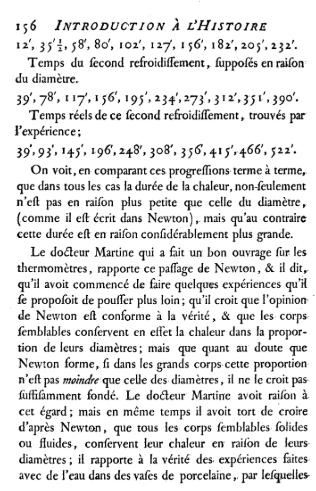 156 INTRODUCTION À L'HISTOIRE
12′, 35′½, 58′, 80′, 102′, 127′, 156′, 182′, 205′, 232′.
Temps du ſecond refroidiſſement, ſuppoſés en raiſon
du diamètre.
39′, 78′, 117′, 156′, 195′, 234′, 273′, 312′, 351′, 390′.
Temps réels de ce ſecond refroidiſſement, trouvés par
l'expérience;
39′, 93′, 145′, 196′, 248′, 308′, 356′, 415′, 466′, 522′.
On voit, en comparant ces progreſſions terme à terme,
que dans tous les cas la durée de la chaleur, non-ſeulement
n'eſt pas en raiſon plus petite que celle du diamètre,
(comme il eſt écrit dans Newton), mais qu'au contraire
cette durée eſt en raiſon conſidérablement plus grande.
Le docteur Martine qui a fait un bon ouvrage ſur les
thermomètres, rapporte ce paſſage de Newton, & il dit,
qu'il avoit commencé de faire quelques expériences qu'il
ſe propoſoit de pouſſer plus loin; qu'il croit que l'opinion
de Newton eſt conforme à la vérité, & que les corps
ſemblables conſervent en effet la chaleur dans la propor-
tion de leurs diamètres; mais que quant au doute que
Newton forme, ſi dans les grands corps cette proportion
n'eſt pas moindre que celle des diamètres, il ne le croit pas
ſuffiſamment fondé. Le docteur Martine avoit raiſon à
cet égard; mais en même temps il avoit tort de croire
d'après Newton, que tous les corps ſemblables ſolides
ou fluides, conſervent leur chaleur en raiſon de leurs
diamètres; il rapporte à la vérité des expériences faites
avec de l'eau dans des vaſes de porcelaine, par leſquelles